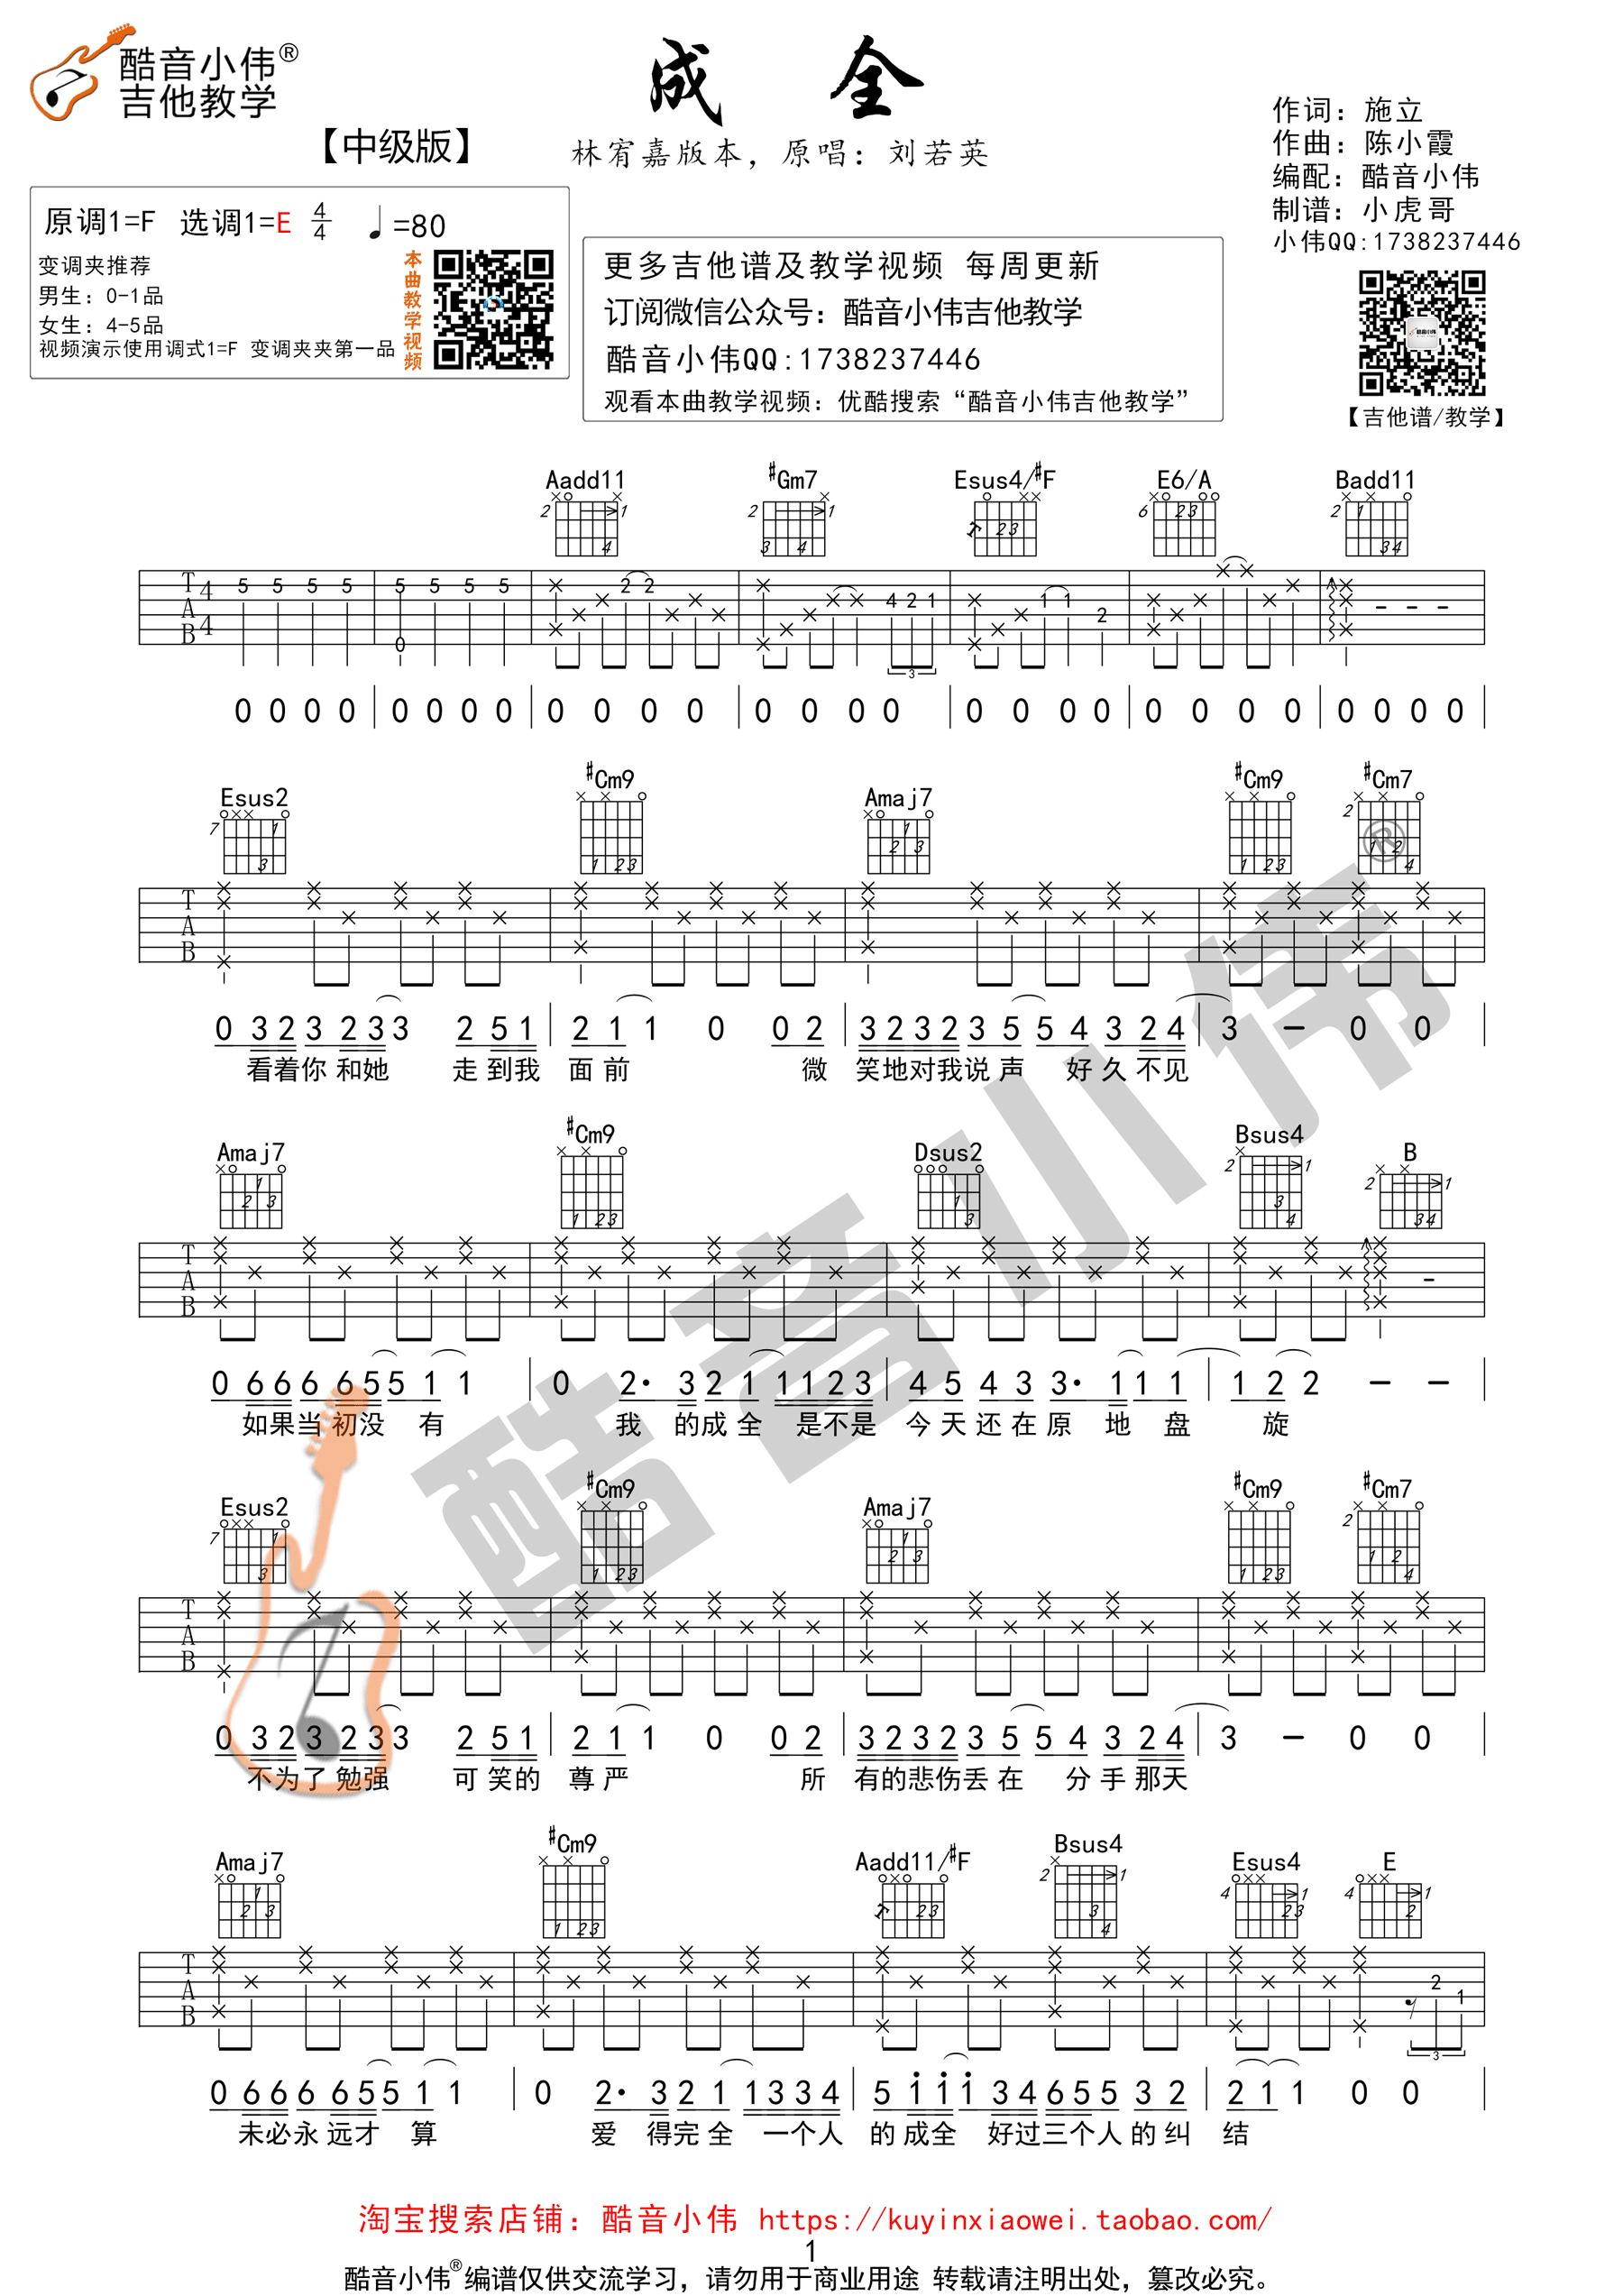 酷音小伟®
吉他教学
【中级版】
成 全
林宥嘉版本，原唱：刘若英
作词：施立
作曲：陈小霞
编配：酷音小伟
制谱：小虎哥
小伟QQ:1738237446
【吉他谱/教学】
原调1=F 选调1=E 4/4 ♩=80
变调夹推荐
男生：0-1品
女生：4-5品
视频演示使用调式1=F 变调夹夹第一品
本曲教学视频
更多吉他谱及教学视频 每周更新
订阅微信公众号：酷音小伟吉他教学
酷音小伟QQ:1738237446
观看本曲教学视频：优酷搜索“酷音小伟吉他教学”
Aadd11 #Gm7 Esus4/#F E6/A Badd11
0 0 0 0 | 0 0 0 0 | 0 0 0 0 | 0 0 0 0 | 0 0 0 0 | 0 0 0 0 | 0 0 0 0 |
Esus2 #Cm9 Amaj7 #Cm9 #Cm7
0 3 2 3 2 3 3 2 5 1 | 2 1 1 0 0 2 | 3 2 3 2 3 5 5 4 3 2 4 | 3 - 0 0 |
看着你 和她 走 到我 面 前 微 笑地对我说 声 好 久 不见
Amaj7 #Cm9 Dsus2 Bsus4 B
0 6 6 6 6 5 5 1 1 | 0 2· 3 2 1 1 1 2 3 | 4 5 4 3 3· 1 1 1 | 1 2 2 - - |
如果当 初没 有 我 的成 全 是不是 今 天 还 在 原 地 盘 旋
Esus2 #Cm9 Amaj7 #Cm9 #Cm7
0 3 2 3 2 3 3 2 5 1 | 2 1 1 0 0 2 | 3 2 3 2 3 5 5 4 3 2 4 | 3 - 0 0 |
不为了 勉强 可 笑的 尊 严 所 有的悲伤丢 在 分 手 那天
Amaj7 #Cm9 Aadd11/#F Bsus4 Esus4 E
0 6 6 6 6 5 5 1 1 | 0 2· 3 2 1 1 3 3 4 | 5 1 1 1 3 4 6 5 5 3 2 | 2 1 1 0 0 |
未必永 远才 算 爱 得完 全 一个人 的 成全 好过三个人 的 纠 结
酷音小伟®
淘宝搜索店铺：酷音小伟 https://kuyinxiaowei.taobao.com/
1
酷音小伟®编谱仅供交流学习，请勿用于商业用途 转载请注明出处，篡改必究。